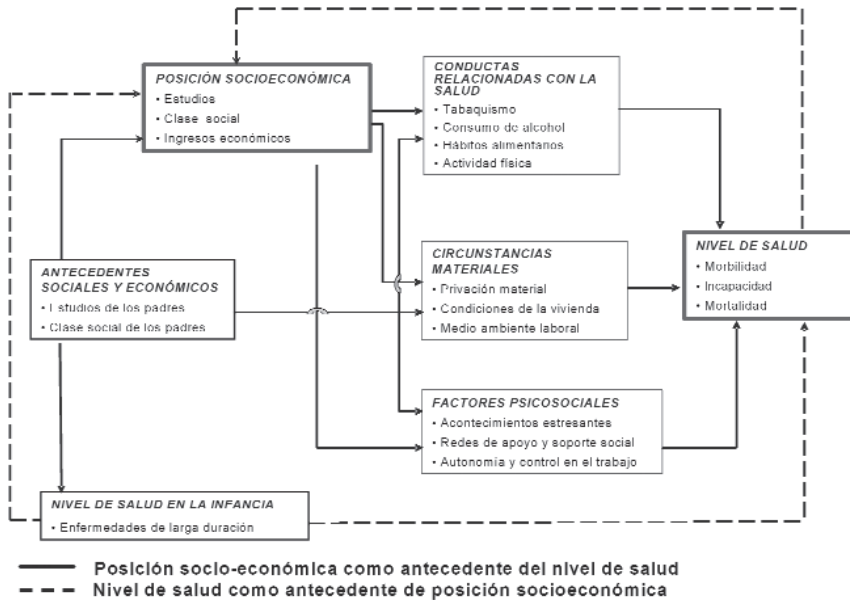 POSICIÓN SOCIOECONÓMICA
• Estudios
• Clase social
• Ingresos económicos
CONDUCTAS
RELACIONADAS CON LA
SALUD
• Tabaquismo
• Consumo de alcohol
• Hábitos alimentarios
• Actividad física
ANTECEDENTES
SOCIALES Y ECONÓMICOS
• Estudios de los padres
• Clase social de los padres
CIRCUNSTANCIAS
MATERIALES
• Privación material
• Condiciones de la vivienda
• Medio ambiente laboral
NIVEL DE SALUD
• Morbilidad
• Incapacidad
• Mortalidad
FACTORES PSICOSOCIALES
• Acontecimientos estresantes
• Redes de apoyo y soporte social
• Autonomía y control en el trabajo
NIVEL DE SALUD EN LA INFANCIA
• Enfermedades de larga duración
Posición socio-económica como antecedente del nivel de salud
Nivel de salud como antecedente de posición socioeconómica